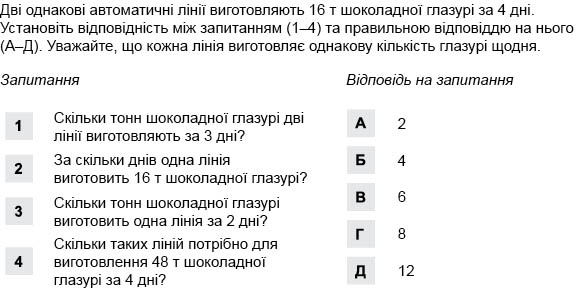 Дві однакові автоматичні лінії виготовляють 16 т шоколадної глазурі за 4 дні.
Установіть відповідність між запитанням (1–4) та правильною відповіддю на нього
(А–Д). Уважайте, що кожна лінія виготовляє однакову кількість глазурі щодня.
Запитання
Відповідь на запитання
1 Скільки тонн шоколадної глазурі дві
лінії виготовляють за 3 дні?
2 За скільки днів одна лінія
виготовить 16 т шоколадної глазурі?
3 Скільки тонн шоколадної глазурі
виготовить одна лінія за 2 дні?
4 Скільки таких ліній потрібно для
виготовлення 48 т шоколадної
глазурі за 4 дні?
А 2
Б 4
В 6
Г 8
Д 12